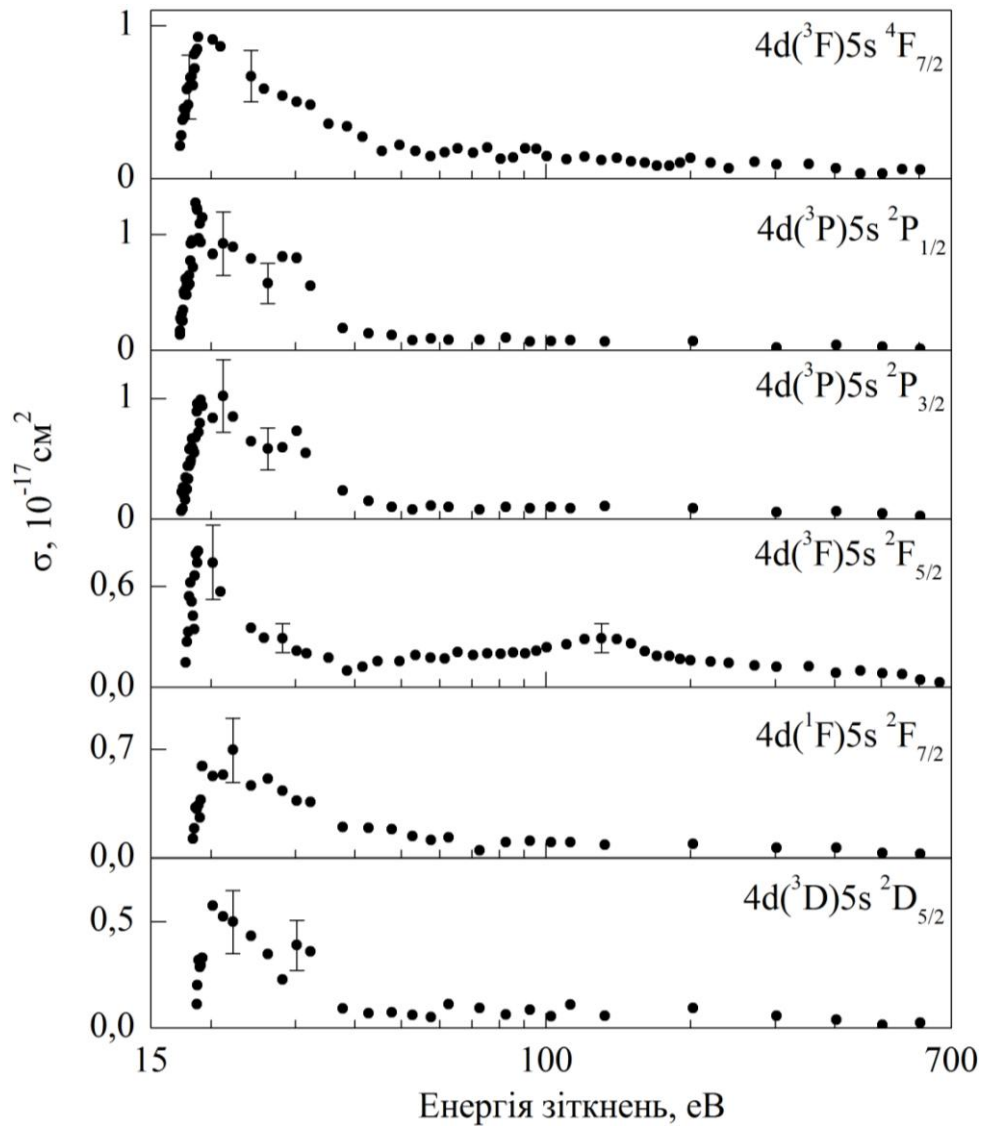 1
4d(³F)5s ⁴F₇/₂
0
1
4d(³P)5s ²P₁/₂
0
1
4d(³P)5s ²P₃/₂
0
σ, 10⁻¹⁷ см²
4d(³F)5s ²F₅/₂
0,6
0,0
4d(¹F)5s ²F₇/₂
0,7
0,0
4d(³D)5s ²D₅/₂
0,5
0,0
15 100 700
Енергія зіткнень, еВ